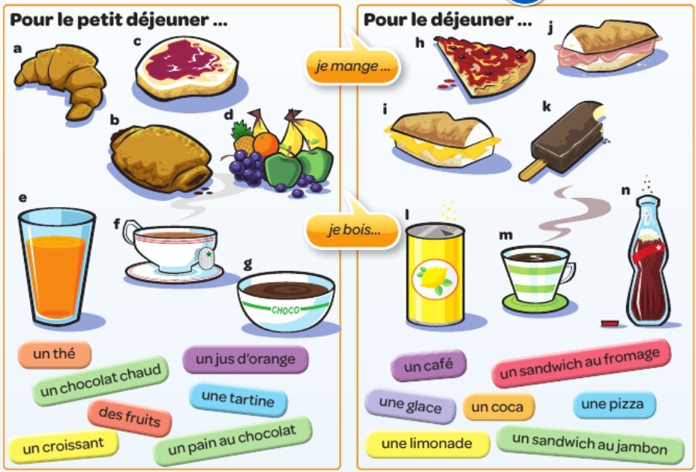 Pour le petit déjeuner ...
a
c
b
d
e
f
g
CHOCO
un thé
un jus d'orange
un chocolat chaud
une tartine
des fruits
un croissant
un pain au chocolat
je mange ...
je bois...
Pour le déjeuner ...
h
j
i
k
l
m
n
un café
un sandwich au fromage
une glace
un coca
une pizza
une limonade
un sandwich au jambon